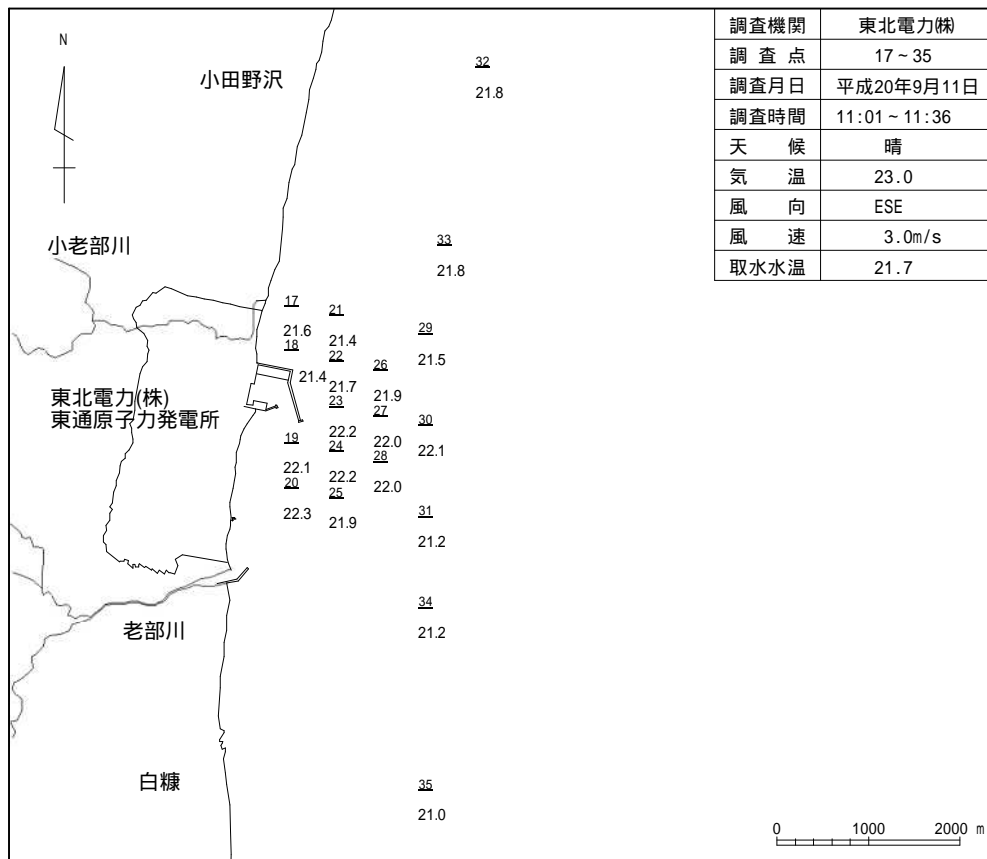 調査機関 東北電力㈱
調査点 17~35
調査月日 平成20年9月11日
調査時間 11:01~11:36
天候 晴
気温 23.0
風向 ESE
風速 3.0m/s
取水水温 21.7
N
小田野沢
32
21.8
小老部川
33
21.8
17
21.6
21
21.4
29
21.5
18
21.4
22
21.7
26
21.9
東北電力(株)
東通原子力発電所
23
22.2
27
22.0
30
22.1
19
22.1
24
22.2
28
22.0
20
22.3
25
21.9
31
21.2
34
21.2
老部川
白糠
35
21.0
0 1000 2000 m